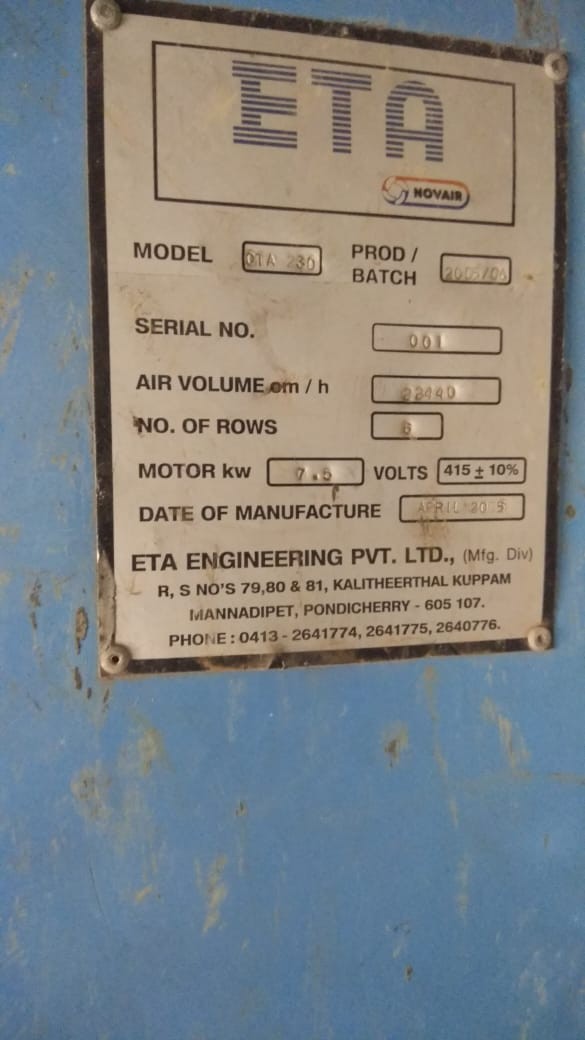 ETA
NOVAIR
MODEL 230 PROD /
BATCH
SERIAL NO. 001
AIR VOLUME cm / h
NO. OF ROWS 6
MOTOR kw 7.5 VOLTS 415 ± 10%
DATE OF MANUFACTURE APRIL
ETA ENGINEERING PVT. LTD., (Mfg. Div)
R, S NO'S 79,80 & 81, KALITHEERTHAL KUPPAM
MANNADIPET, PONDICHERRY - 605 107.
PHONE : 0413 - 2641774, 2641775, 2640776.